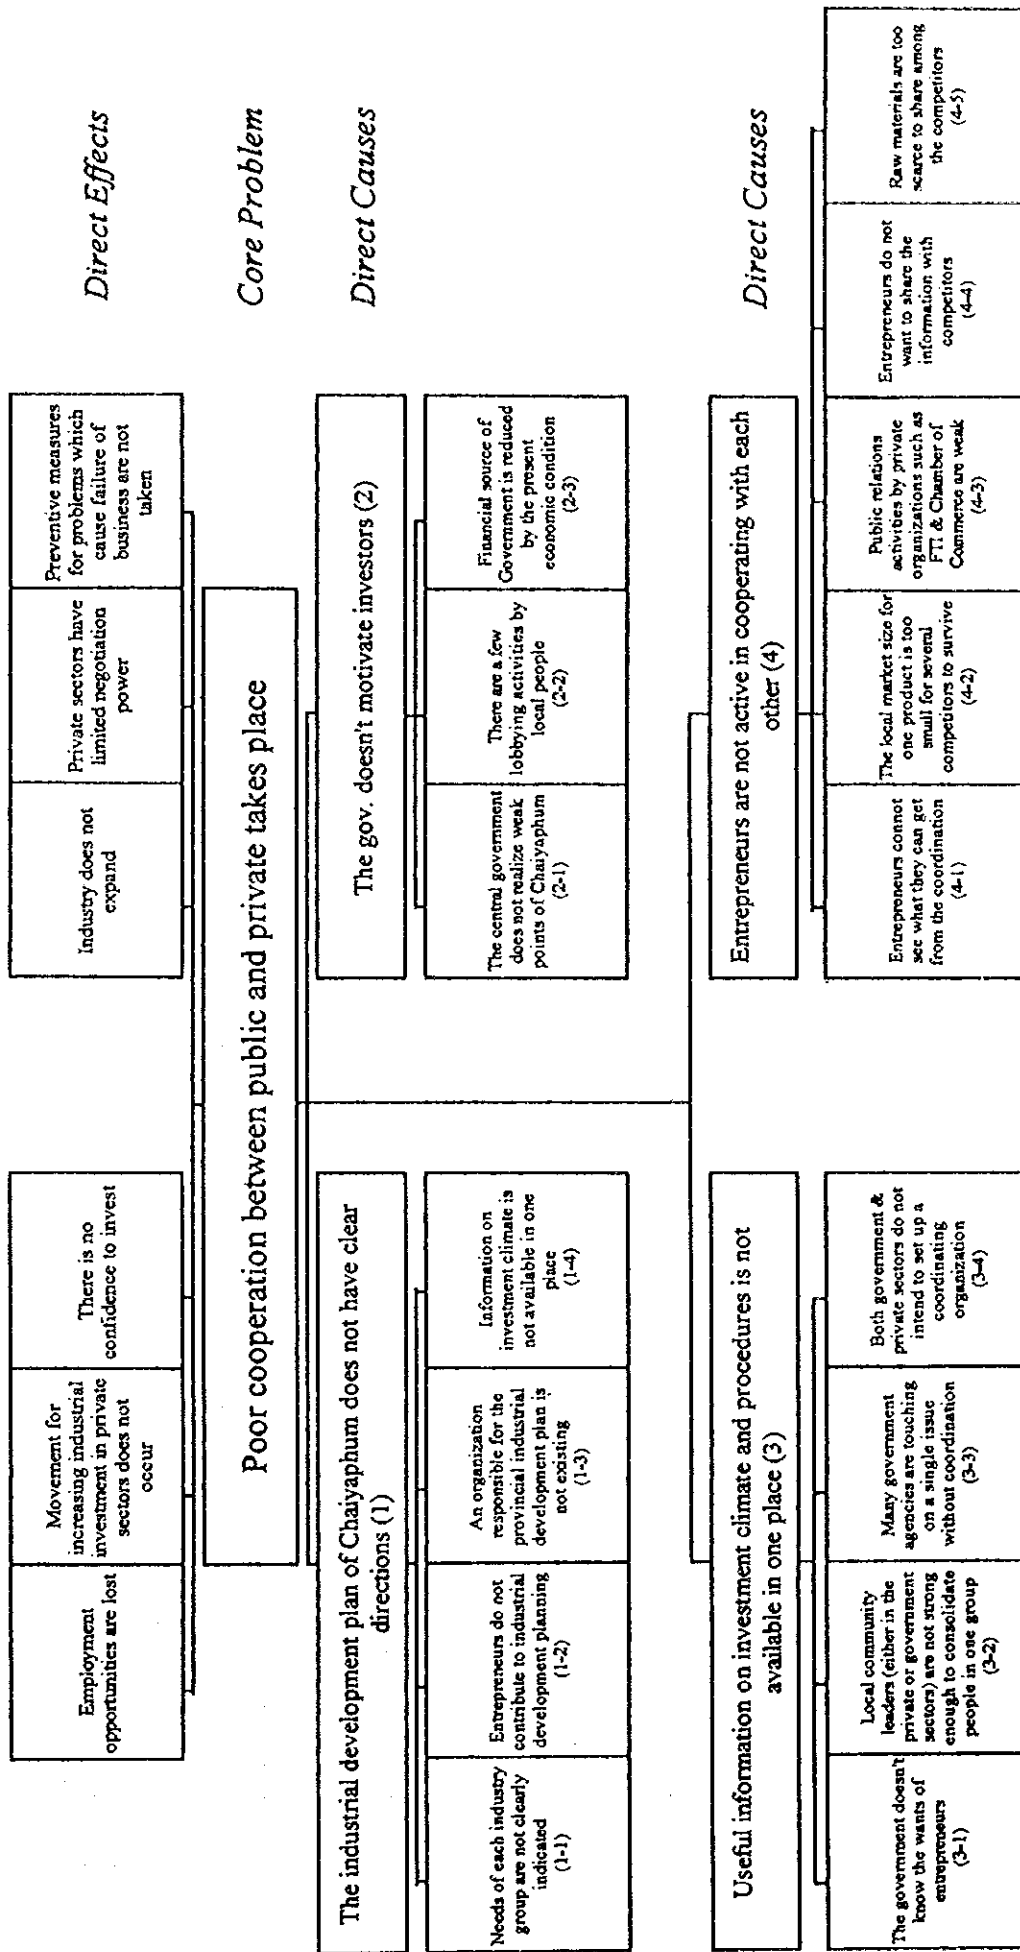 Direct Effects
Employment
opportunities are lost
Movement for
increasing industrial
investment in private
sectors does not
occur
There is no
confidence to invest
Industry does not
expand
Private sectors have
limited negotiation
power
Preventive measures
for problems which
cause failure of
business are not
taken
Core Problem
Poor cooperation between public and private takes place
Direct Causes
The industrial development plan of Chaiyaphum does not have clear
directions (1)
The gov. doesn't motivate investors (2)
Needs of each industry
group are not clearly
indicated
(1-1)
Entrepreneurs do not
contribute to industrial
development planning
(1-2)
An organization
responsible for the
provincial industrial
development plan is
not existing
(1-3)
Information on
investment climate is
not available in one
place
(1-4)
The central government
does not realize weak
points of Chaiyaphum
(2-1)
There are a few
lobbying activities by
local people
(2-2)
Financial source of
Government is reduced
by the present
economic condition
(2-3)
Direct Causes
Useful information on investment climate and procedures is not
available in one place (3)
Entrepreneurs are not active in cooperating with each
other (4)
The government doesn't
know the wants of
entrepreneurs
(3-1)
Local community
leaders (either in the
private or government
sectors) are not strong
enough to consolidate
people in one group
(3-2)
Many government
agencies are touching
on a single issue
without coordination
(3-3)
Both government &
private sectors do not
intend to set up a
coordinating
organization
(3-4)
Entrepreneurs connot
see what they can get
from the coordination
(4-1)
The local market size for
one product is too
small for several
competitors to survive
(4-2)
Public relations
activities by private
organizations such as
FTI & Chamber of
Commerce are weak
(4-3)
Entrepreneurs do not
want to share the
information with
competitors
(4-4)
Raw materials are too
scarce to share among
the competitors
(4-5)